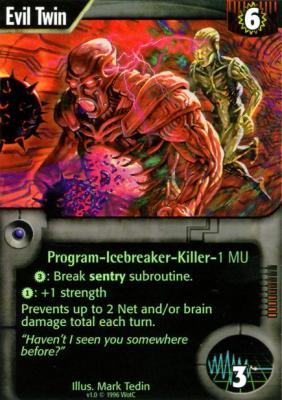 Evil Twin
6
Program-Icebreaker-Killer-1 MU
3: Break sentry subroutine.
1: +1 strength
Prevents up to 2 Net and/or brain
damage total each turn.
"Haven't I seen you somewhere
before?"
Illus. Mark Tedin
v1.0 © 1996 WotC
3